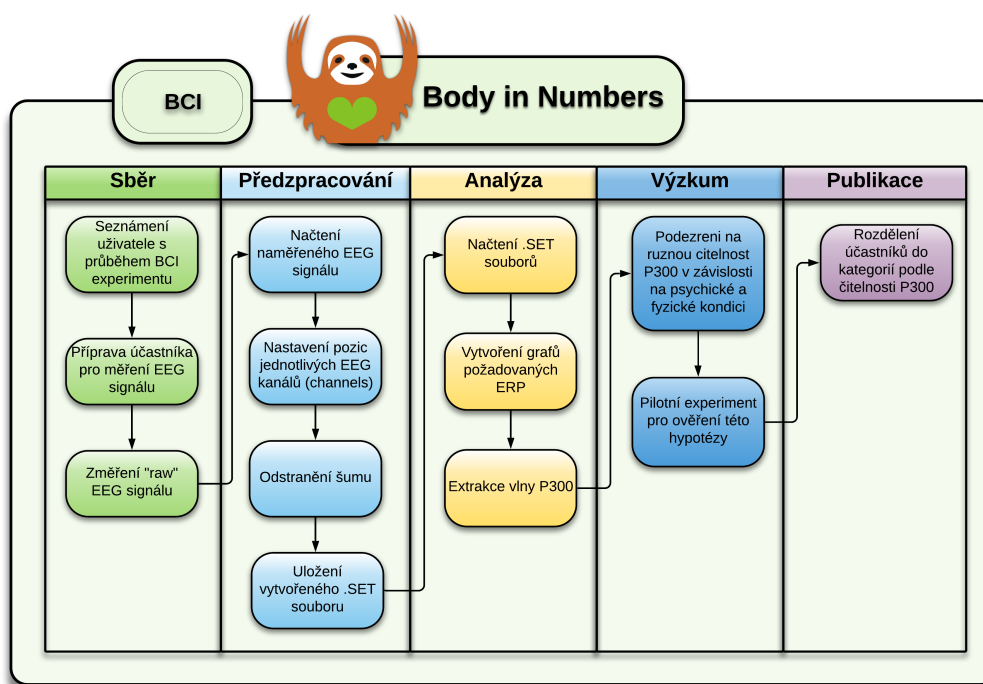 BCI
Body in Numbers
Sběr
Předzpracování
Analýza
Výzkum
Publikace
Seznámení
uživatele s
průběhem BCI
experimentu
Příprava účastníka
pro měření EEG
signálu
Změření "raw"
EEG signálu
Načtení
naměřeného EEG
signálu
Nastavení pozic
jednotlivých EEG
kanálů (channels)
Odstranění šumu
Uložení
vytvořeného .SET
souboru
Načtení .SET
souborů
Vytvoření grafů
požadovaných
ERP
Extrakce vlny P300
Podezreni na
ruznou citelnost
P300 v závislosti
na psychické a
fyzické kondici
Pilotní experiment
pro ověření této
hypotézy
Rozdělení
účastníků do
kategorií podle
čitelnosti P300